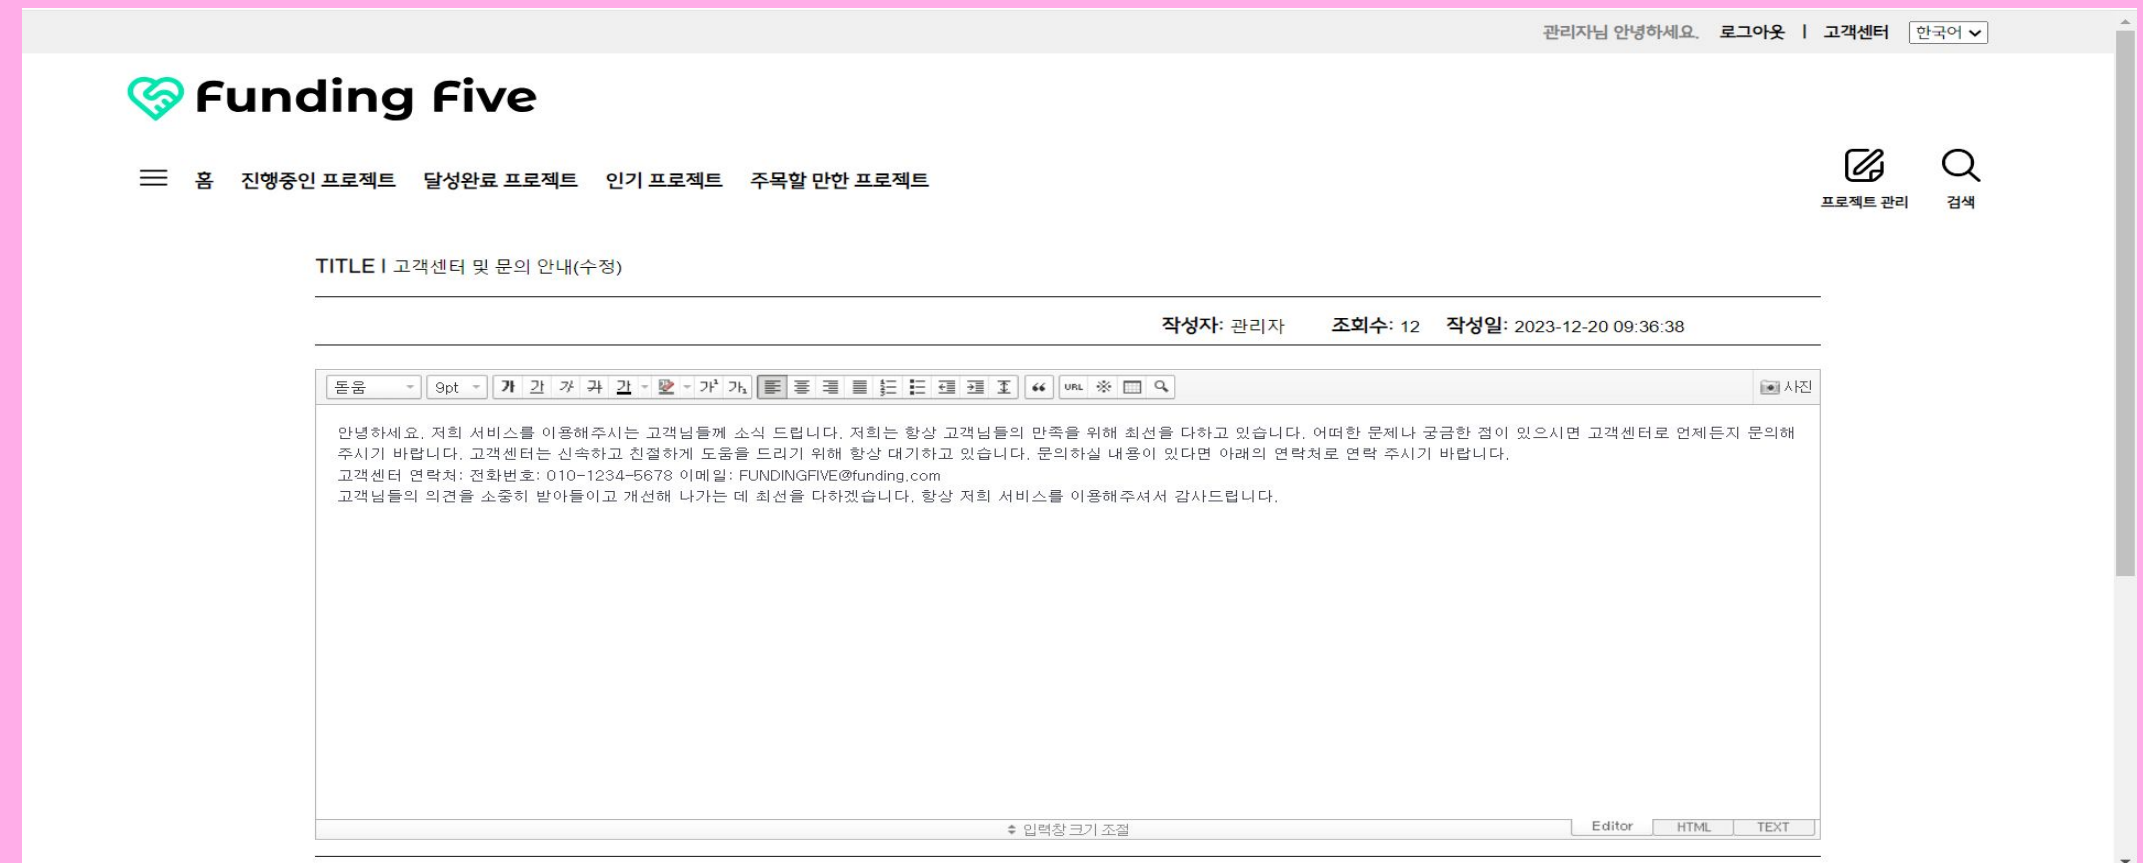 관리자님 안녕하세요. 로그아웃 | 고객센터 한국어
Funding Five
홈 진행중인 프로젝트 달성완료 프로젝트 인기 프로젝트 주목할 만한 프로젝트
프로젝트 관리 검색
TITLE | 고객센터 및 문의 안내(수정)
작성자: 관리자 조회수: 12 작성일: 2023-12-20 09:36:38
돋움 9pt 가 간 가 과 간 가¹ 가₁ “ URL ※ 사진
안녕하세요. 저희 서비스를 이용해주시는 고객님들께 소식 드립니다. 저희는 항상 고객님들의 만족을 위해 최선을 다하고 있습니다. 어떠한 문제나 궁금한 점이 있으시면 고객센터로 언제든지 문의해
주시기 바랍니다. 고객센터는 신속하고 친절하게 도움을 드리기 위해 항상 대기하고 있습니다. 문의하실 내용이 있다면 아래의 연락처로 연락 주시기 바랍니다.
고객센터 연락처: 전화번호: 010-1234-5678 이메일: FUNDINGFIVE@funding.com
고객님들의 의견을 소중히 받아들이고 개선해 나가는 데 최선을 다하겠습니다. 항상 저희 서비스를 이용해주셔서 감사드립니다.
입력창 크기 조절 Editor HTML TEXT